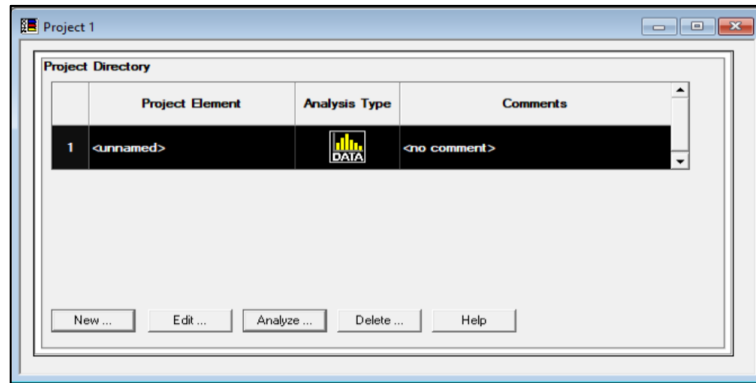 Project 1
Project Directory
Project Element Analysis Type Comments
1 <unnamed> DATA <no comment>
New ... Edit ... Analyze ... Delete ... Help